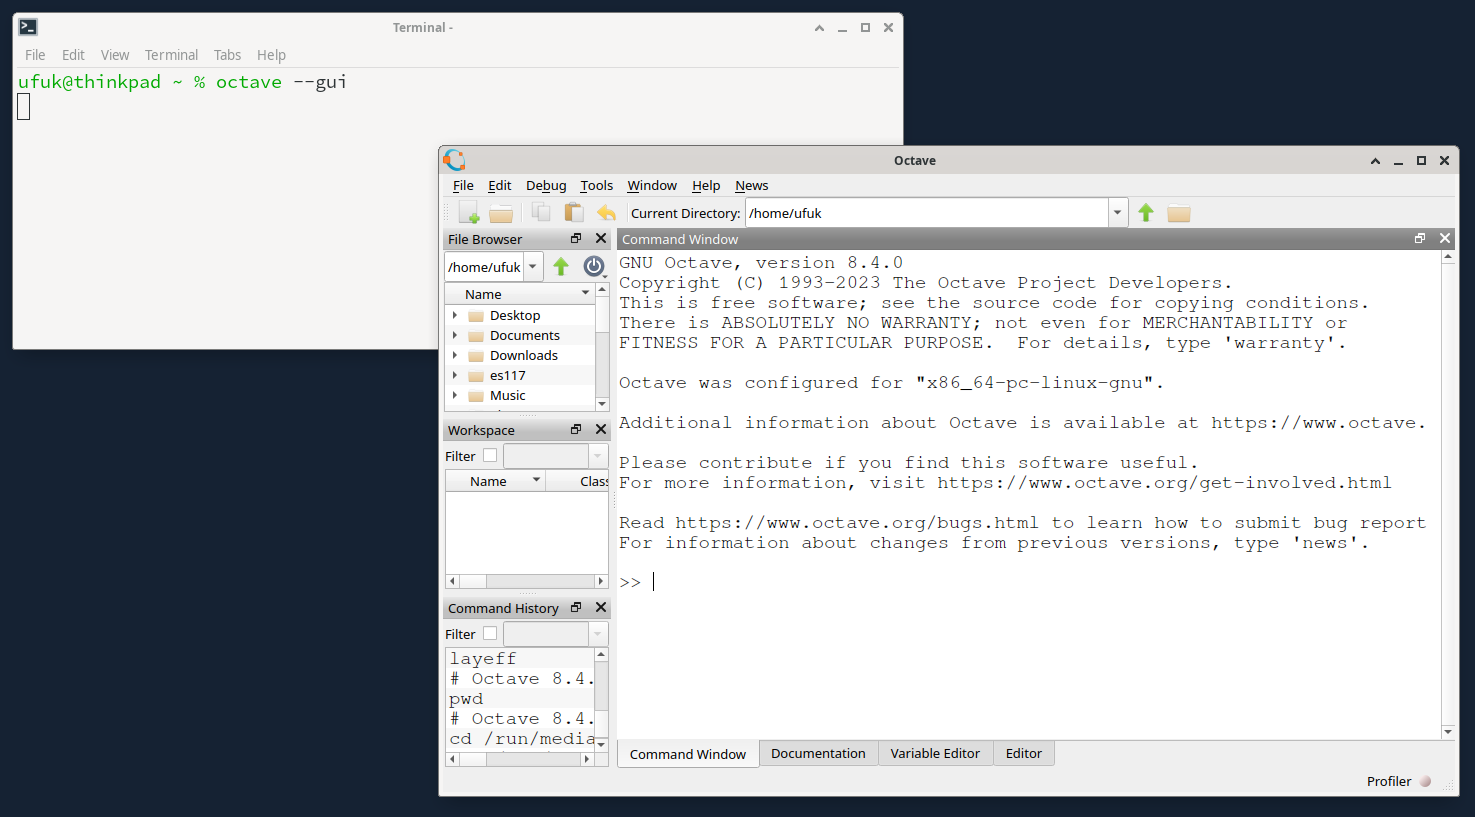 Terminal -
File Edit View Terminal Tabs Help
ufuk@thinkpad ~ % octave --gui
Octave
File Edit Debug Tools Window Help News
Current Directory: /home/ufuk
File Browser
/home/ufuk
Name
Desktop
Documents
Downloads
es117
Music
Workspace
Filter
Name Class
Command History
Filter
layeff
# Octave 8.4.
pwd
# Octave 8.4.
cd /run/media
Command Window
GNU Octave, version 8.4.0
Copyright (C) 1993-2023 The Octave Project Developers.
This is free software; see the source code for copying conditions.
There is ABSOLUTELY NO WARRANTY; not even for MERCHANTABILITY or
FITNESS FOR A PARTICULAR PURPOSE.  For details, type 'warranty'.
Octave was configured for "x86_64-pc-linux-gnu".
Additional information about Octave is available at https://www.octave.
Please contribute if you find this software useful.
For more information, visit https://www.octave.org/get-involved.html
Read https://www.octave.org/bugs.html to learn how to submit bug report
For information about changes from previous versions, type 'news'.
>>
Command Window Documentation Variable Editor Editor
Profiler